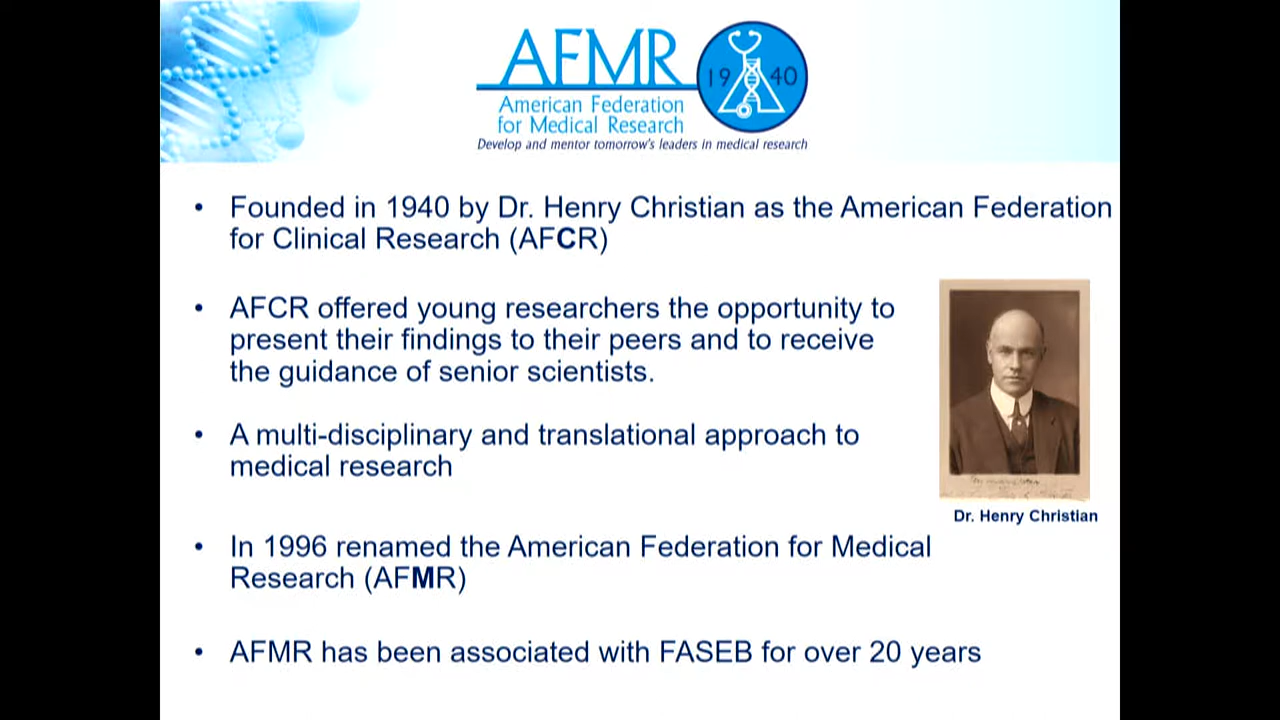 AFMR
1940
American Federation
for Medical Research
Develop and mentor tomorrow's leaders in medical research
• Founded in 1940 by Dr. Henry Christian as the American Federation
for Clinical Research (AFCR)
• AFCR offered young researchers the opportunity to
present their findings to their peers and to receive
the guidance of senior scientists.
• A multi-disciplinary and translational approach to
medical research
Dr. Henry Christian
• In 1996 renamed the American Federation for Medical
Research (AFMR)
• AFMR has been associated with FASEB for over 20 years